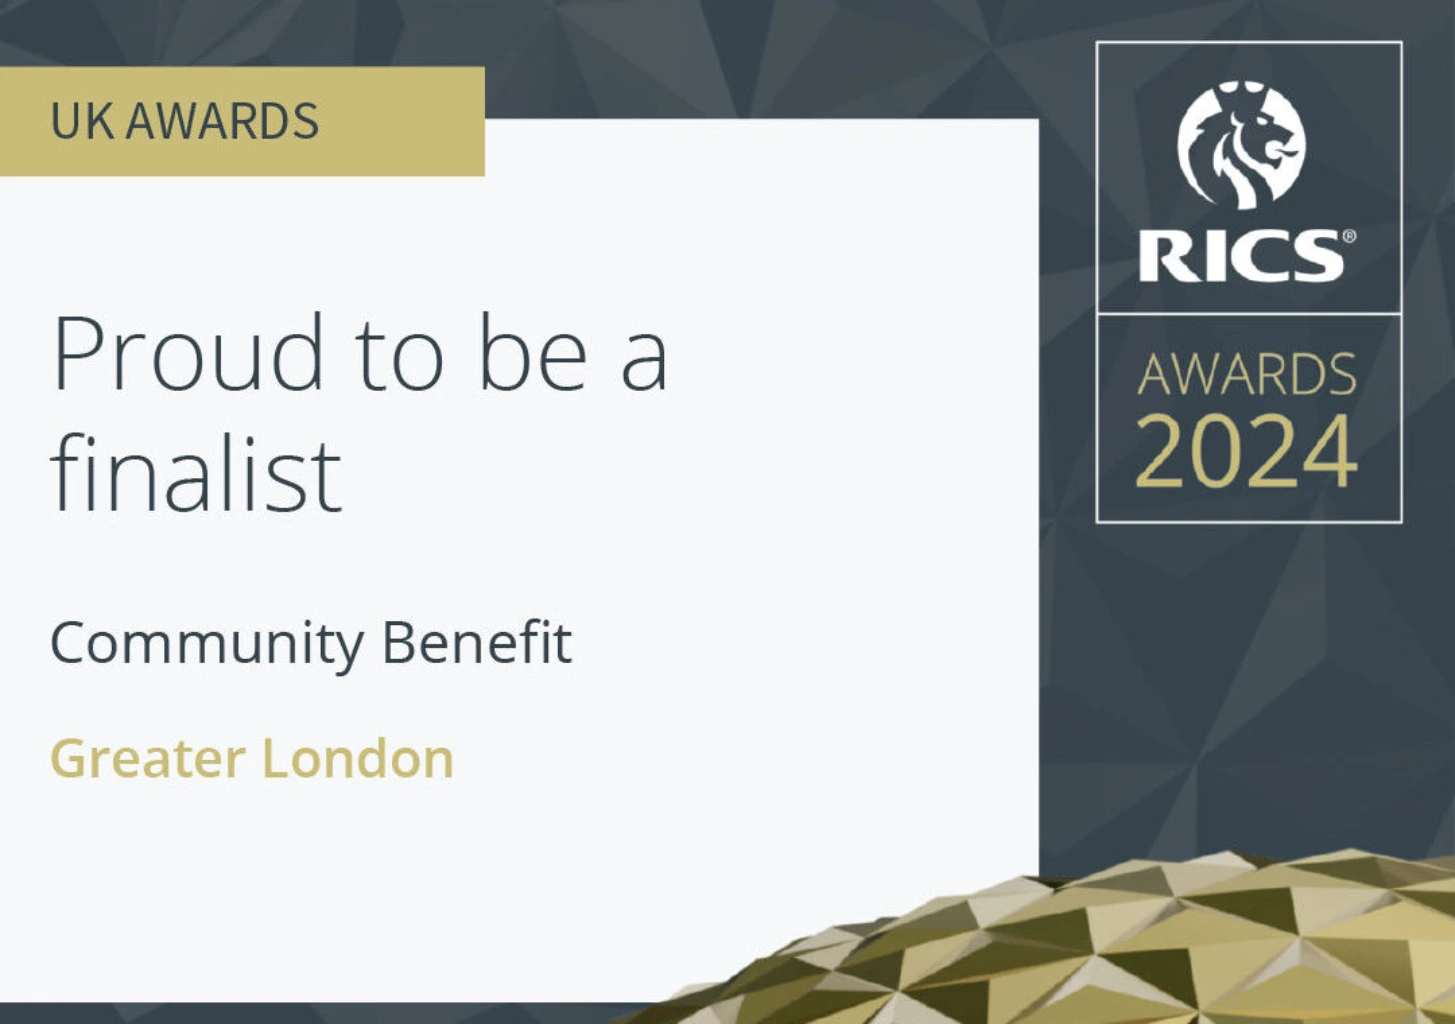 UK AWARDS
Proud to be a
finalist
Community Benefit
Greater London
RICS®
AWARDS
2024